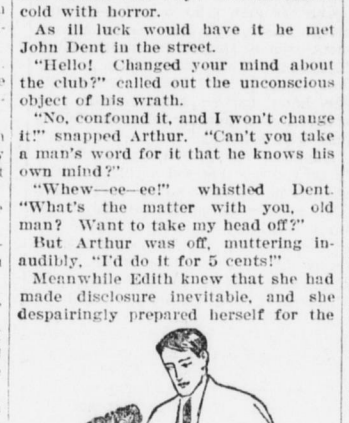 cold with horror.
As ill luck would have it he met
John Dent in the street.
"Hello! Changed your mind about
the club?" called out the unconscious
object of his wrath.
"No, confound it, and I won't change
it!" snapped Arthur. "Can't you take
a man's word for it that he knows his
own mind?"
"Whew—ee—ee!" whistled Dent.
"What's the matter with you, old
man? Want to take my head off?"
But Arthur was off, muttering in-
audibly, "I'd do it for 5 cents!"
Meanwhile Edith knew that she had
made disclosure inevitable, and she
despairingly prepared herself for the